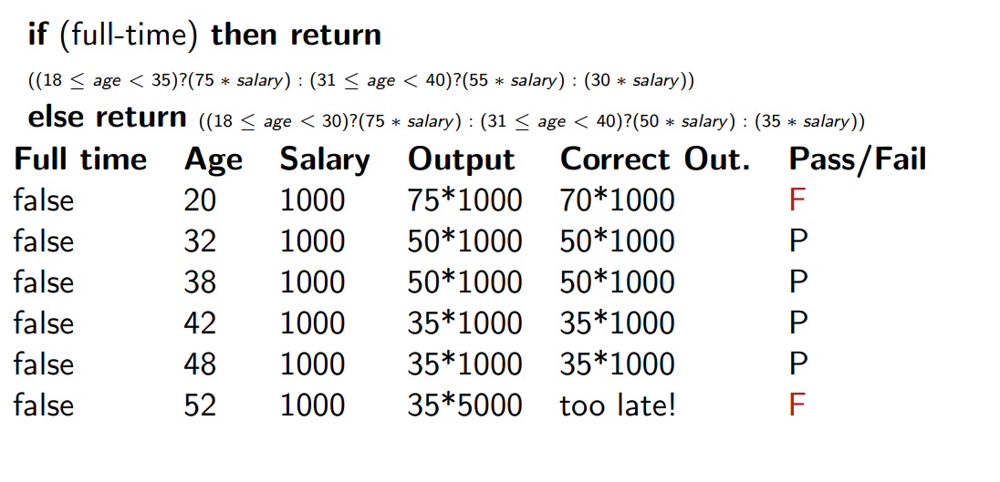 if (full-time) then return
((18 ≤ age < 35)?(75 ∗ salary) : (31 ≤ age < 40)?(55 ∗ salary) : (30 ∗ salary))
else return ((18 ≤ age < 30)?(75 ∗ salary) : (31 ≤ age < 40)?(50 ∗ salary) : (35 ∗ salary))
Full time Age Salary Output Correct Out. Pass/Fail
false 20 1000 75*1000 70*1000 F
false 32 1000 50*1000 50*1000 P
false 38 1000 50*1000 50*1000 P
false 42 1000 35*1000 35*1000 P
false 48 1000 35*1000 35*1000 P
false 52 1000 35*5000 too late! F